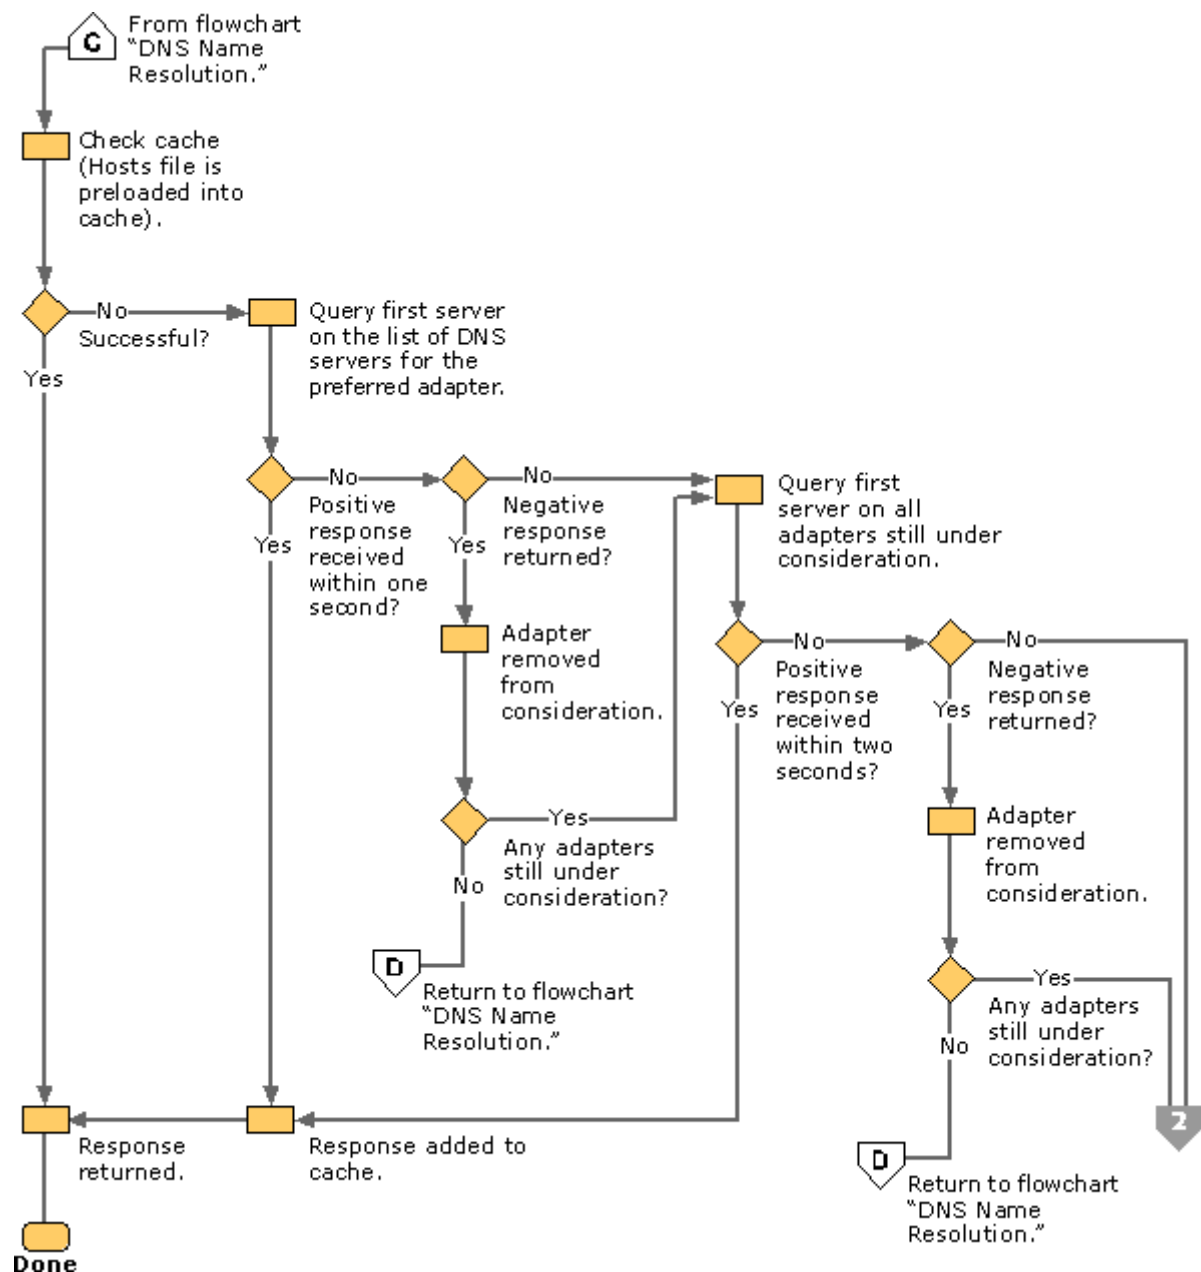 C
From flowchart
“DNS Name
Resolution.”
Check cache
(Hosts file is
preloaded into
cache).
No
Successful?
Yes
Query first server
on the list of DNS
servers for the
preferred adapter.
No
Positive
response
received
within one
second?
Yes
No
Negative
response
returned?
Yes
Query first
server on all
adapters still under
consideration.
Adapter
removed
from
consideration.
No
Positive
response
received
within two
seconds?
Yes
No
Negative
response
returned?
Yes
Yes
Any adapters
still under
consideration?
No
Adapter
removed
from
consideration.
D
Return to flowchart
“DNS Name
Resolution.”
Yes
Any adapters
still under
consideration?
No
2
Response
returned.
Response added to
cache.
D
Return to flowchart
“DNS Name
Resolution.”
Done